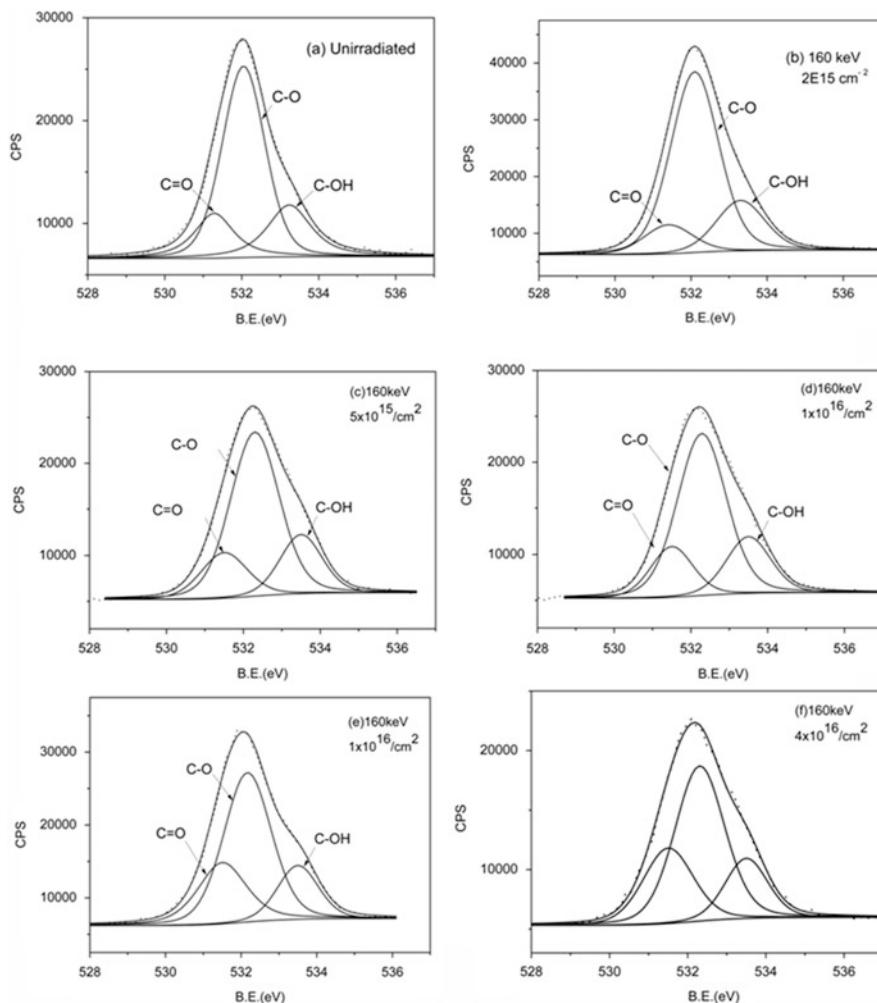 (a) Unirradiated
30000
20000
10000
CPS
C-O
C=O
C-OH
528 530 532 534 536
B.E.(eV)
(b) 160 keV
2E15 cm⁻²
40000
30000
20000
10000
CPS
C-O
C=O
C-OH
528 530 532 534 536
B.E.(eV)
(c)160keV
5x10¹⁵/cm²
30000
20000
10000
CPS
C-O
C=O
C-OH
528 530 532 534 536
B.E.(eV)
(d)160keV
1x10¹⁶/cm²
30000
20000
10000
CPS
C-O
C=O
C-OH
528 530 532 534 536
B.E.(eV)
(e)160keV
1x10¹⁶/cm²
40000
30000
20000
10000
CPS
C-O
C=O
C-OH
528 530 532 534 536
B.E.(eV)
(f)160keV
4x10¹⁶/cm²
20000
10000
CPS
528 530 532 534 536
B.E.(eV)